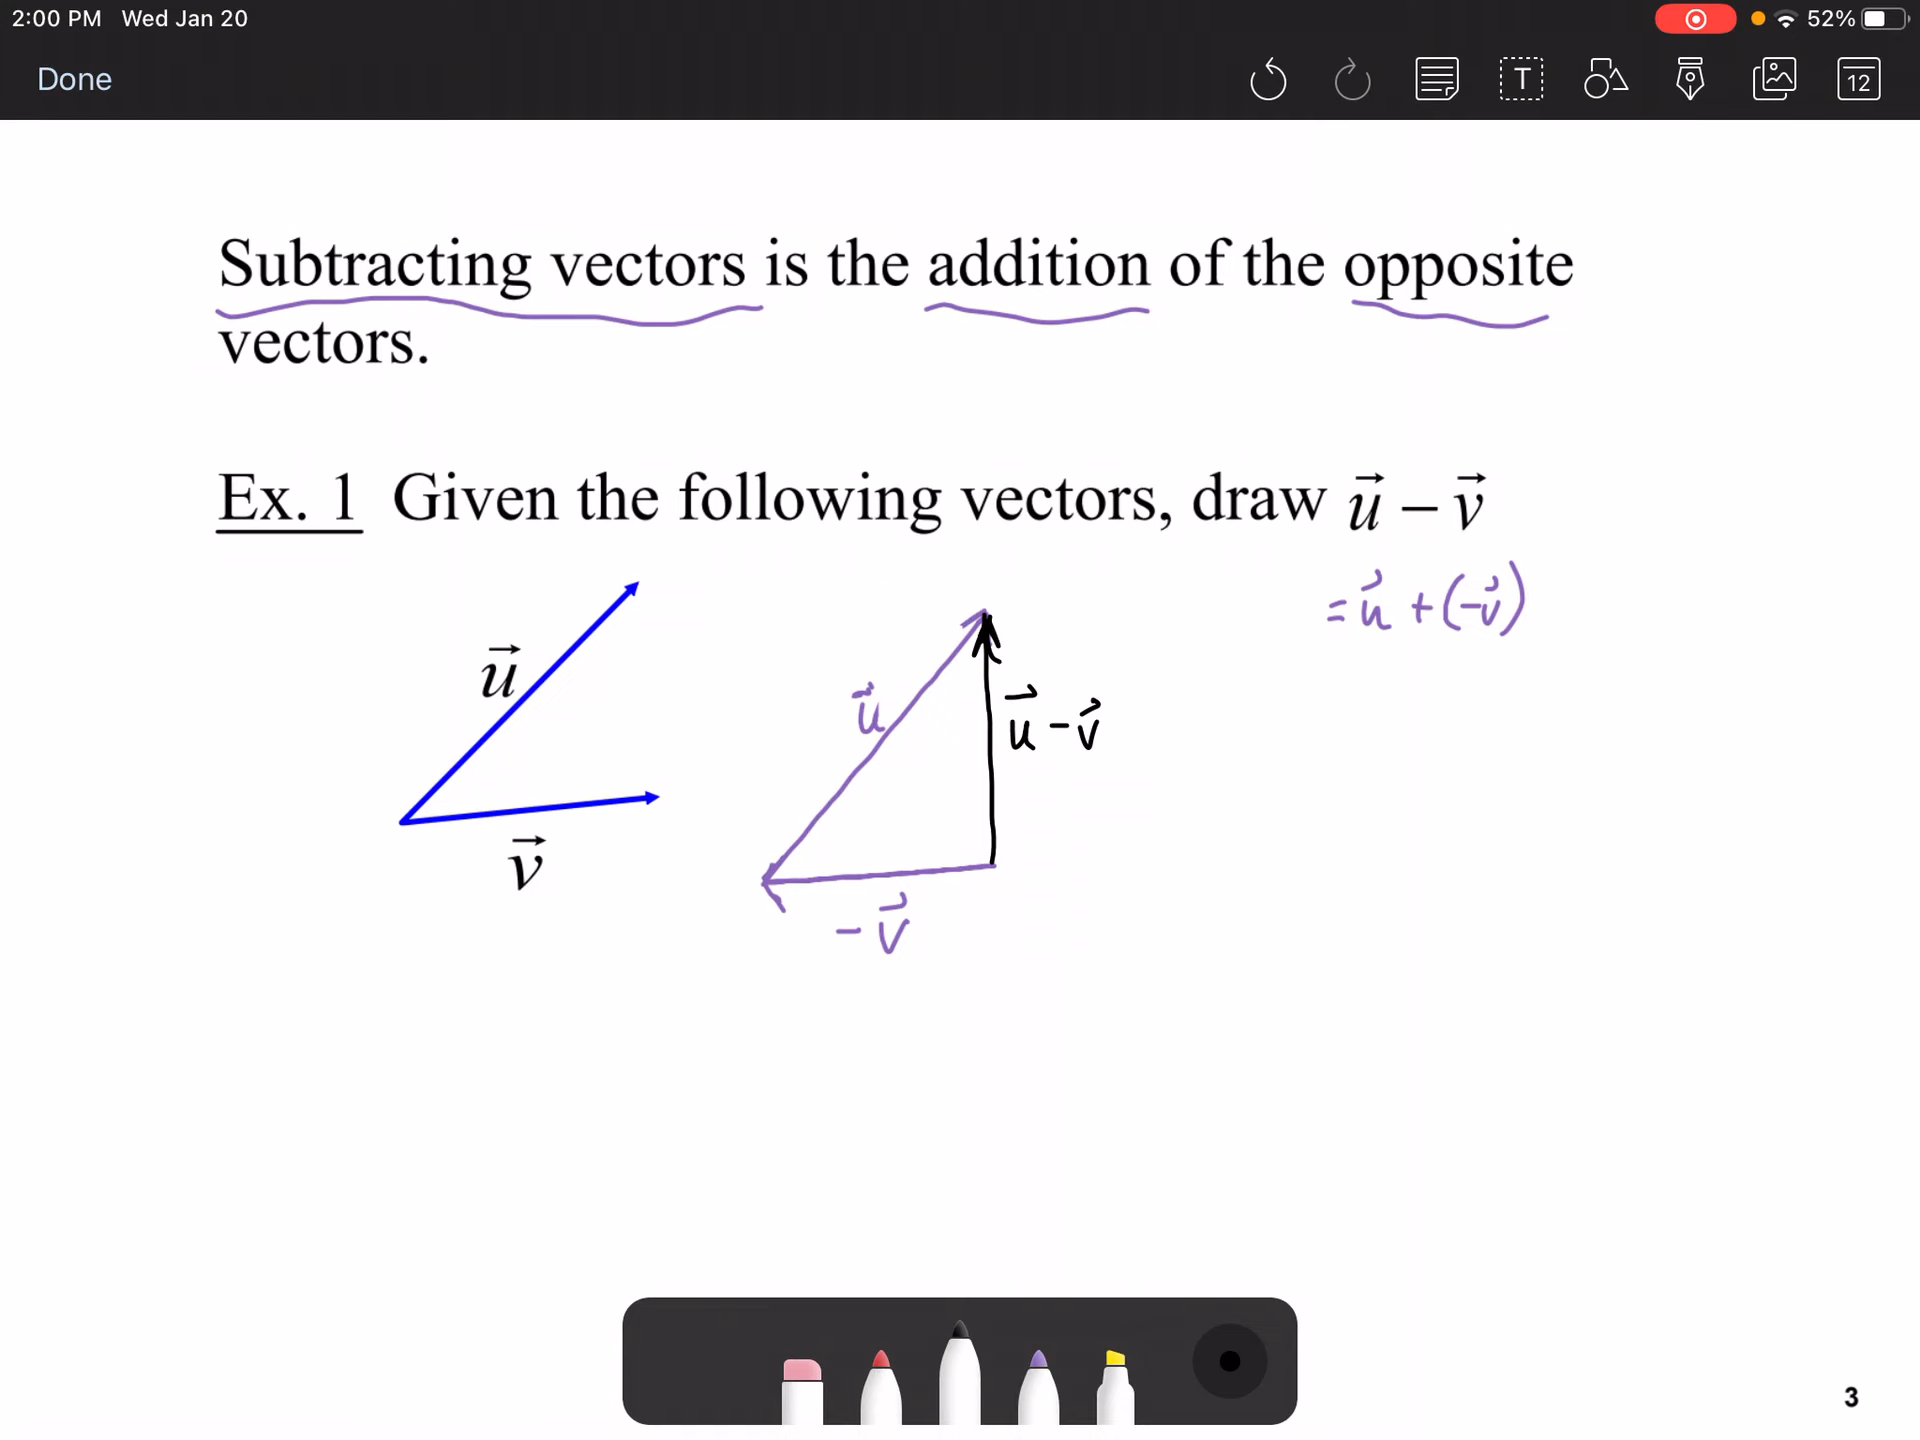 2:00 PM Wed Jan 20
52%
Done
T
12
Subtracting vectors is the addition of the opposite
vectors.
Ex. 1 Given the following vectors, draw u⃗ − v⃗
= u⃗ + (−v⃗)
u⃗
v⃗
u⃗
u⃗ − v⃗
− v⃗
3